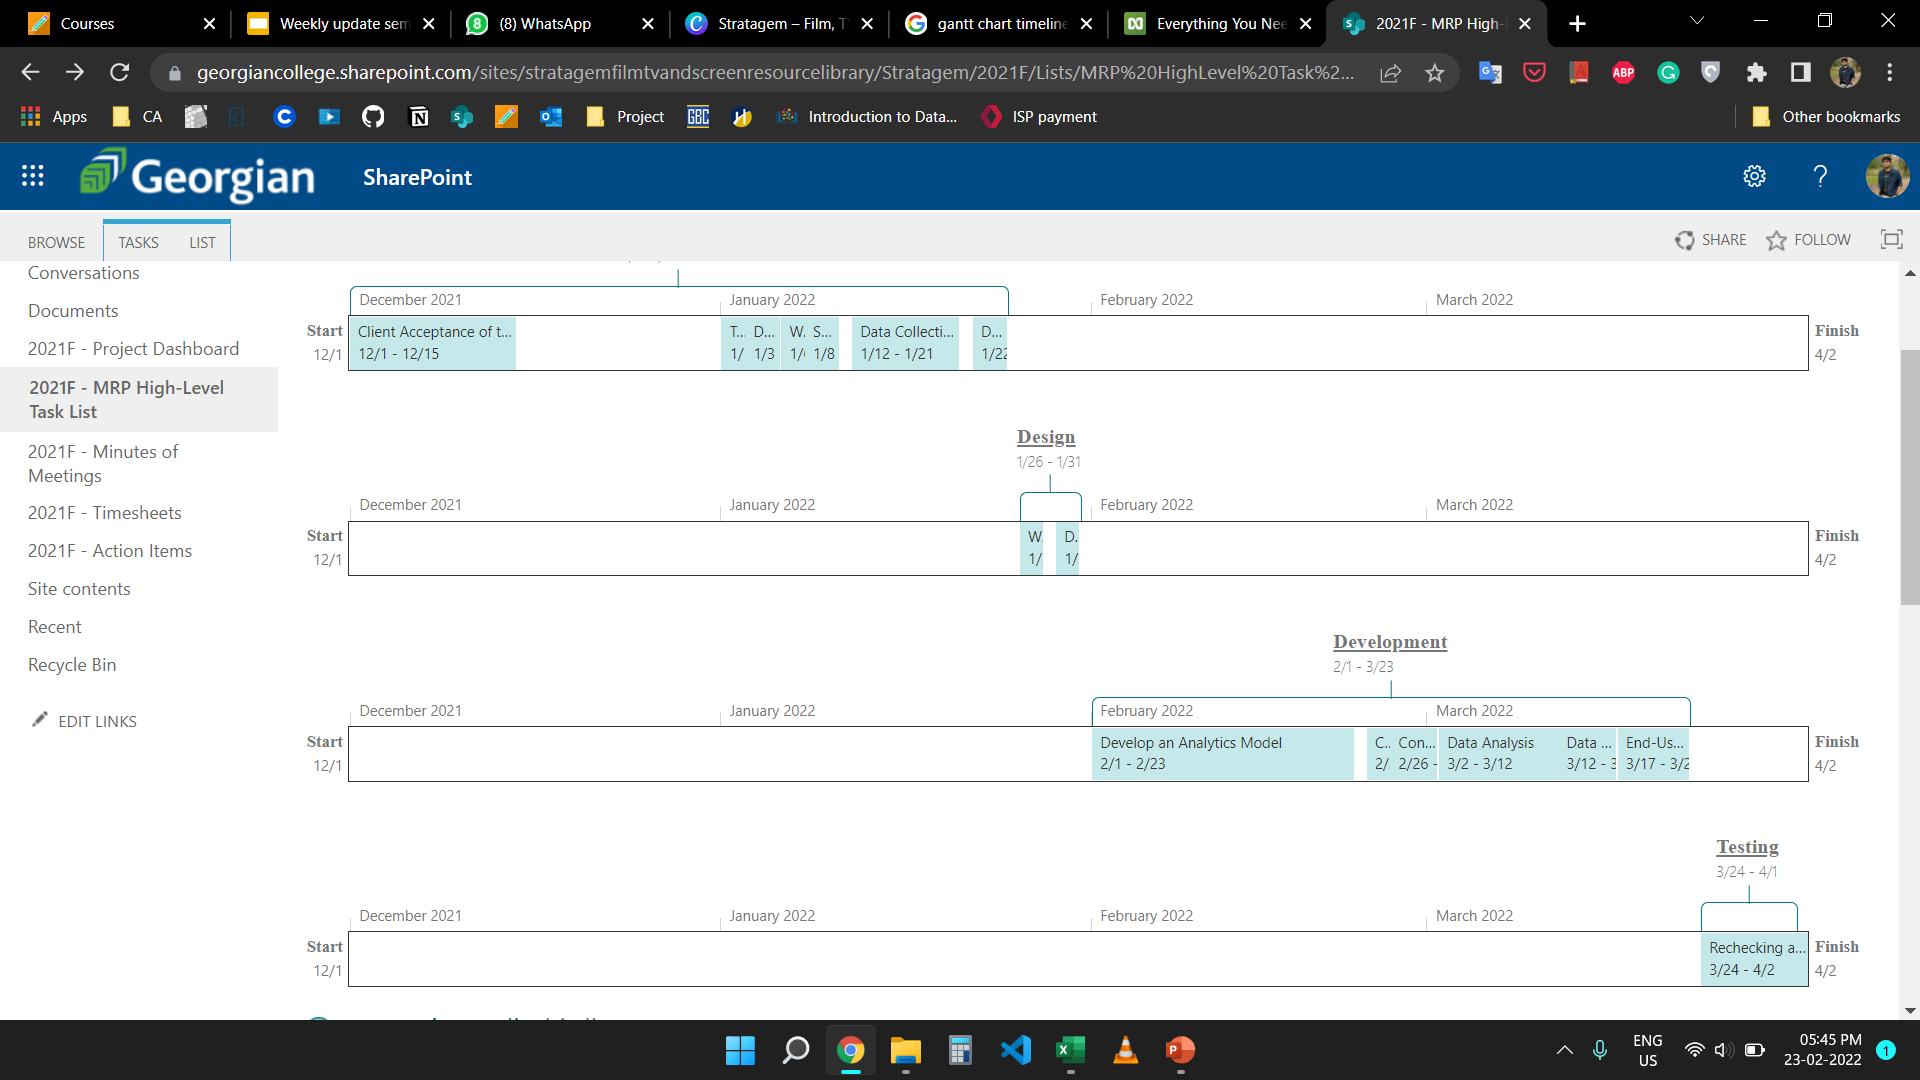 Courses
Weekly update sem
(8) WhatsApp
Stratagem – Film, T
gantt chart timeline
Everything You Nee
2021F - MRP High-
georgiancollege.sharepoint.com/sites/stratagemfilmtvandscreenresourcelibrary/Stratagem/2021F/Lists/MRP%20HighLevel%20Task%2...
Apps
CA
Project
GBC
Introduction to Data...
ISP payment
Other bookmarks
Georgian
SharePoint
BROWSE
TASKS
LIST
SHARE
FOLLOW
Conversations
Documents
2021F - Project Dashboard
2021F - MRP High-Level
Task List
2021F - Minutes of
Meetings
2021F - Timesheets
2021F - Action Items
Site contents
Recent
Recycle Bin
EDIT LINKS
December 2021
January 2022
February 2022
March 2022
Start
12/1
Client Acceptance of t...
12/1 - 12/15
T...
1/
D...
1/3
W.
1/
S...
1/8
Data Collecti...
1/12 - 1/21
D...
1/22
Finish
4/2
Design
1/26 - 1/31
December 2021
January 2022
February 2022
March 2022
Start
12/1
W.
1/
D.
1/
Finish
4/2
Development
2/1 - 3/23
December 2021
January 2022
February 2022
March 2022
Start
12/1
Develop an Analytics Model
2/1 - 2/23
C..
2/
Con...
2/26 -
Data Analysis
3/2 - 3/12
Data ...
3/12 - 3
End-Us...
3/17 - 3/2
Finish
4/2
Testing
3/24 - 4/1
December 2021
January 2022
February 2022
March 2022
Start
12/1
Rechecking a...
3/24 - 4/2
Finish
4/2
ENG
US
05:45 PM
23-02-2022
1